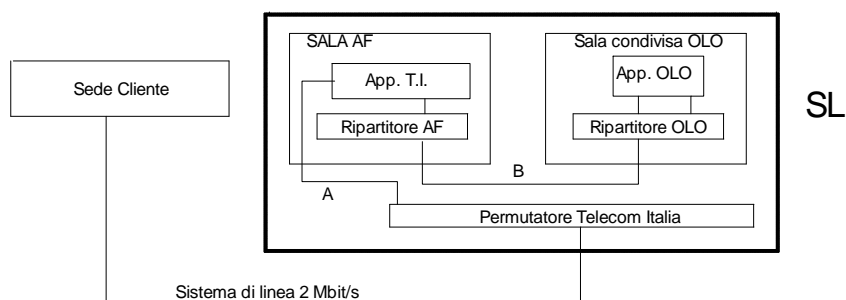 SALA AF
Sala condivisa OLO
Sede Cliente
App. T.I.
App. OLO
SL
Ripartitore AF
Ripartitore OLO
A
B
Permutatore Telecom Italia
Sistema di linea 2 Mbit/s